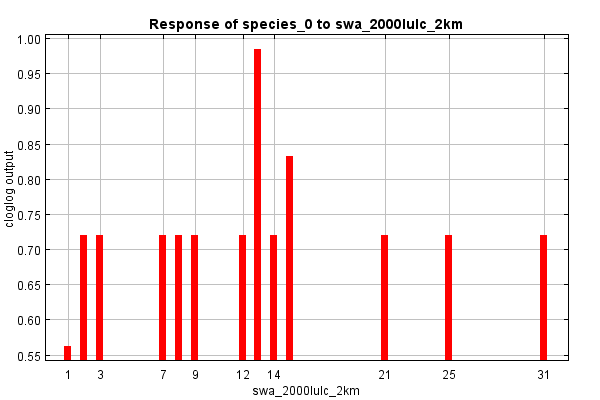 Response of species_0 to swa_2000lulc_2km
cloglog output
1.00
0.95
0.90
0.85
0.80
0.75
0.70
0.65
0.60
0.55
1 3 7 9 12 14 21 25 31
swa_2000lulc_2km